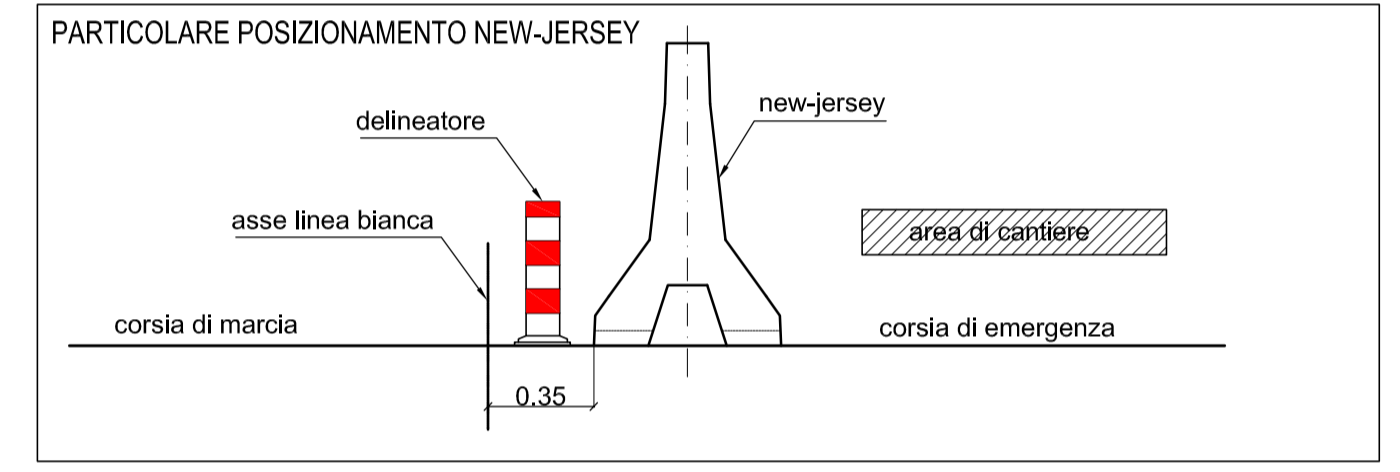 PARTICOLARE POSIZIONAMENTO NEW-JERSEY
new-jersey
delineatore
asse linea bianca
area di cantiere
corsia di marcia
corsia di emergenza
0.35